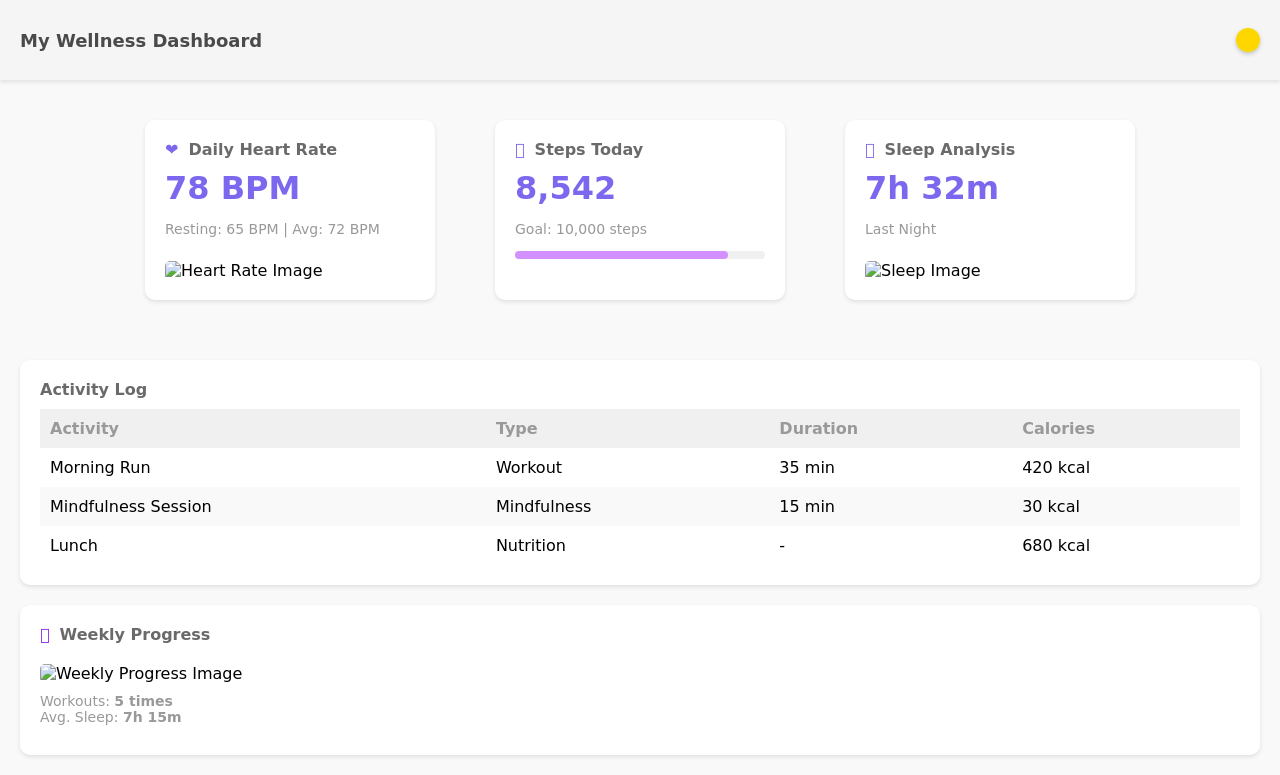 My Wellness Dashboard
❤ Daily Heart Rate
78 BPM
Resting: 65 BPM | Avg: 72 BPM
Heart Rate Image
Steps Today
8,542
Goal: 10,000 steps
Sleep Analysis
7h 32m
Last Night
Sleep Image
Activity Log
Activity Type Duration Calories
Morning Run Workout 35 min 420 kcal
Mindfulness Session Mindfulness 15 min 30 kcal
Lunch Nutrition - 680 kcal
Weekly Progress
Weekly Progress Image
Workouts: 5 times
Avg. Sleep: 7h 15m